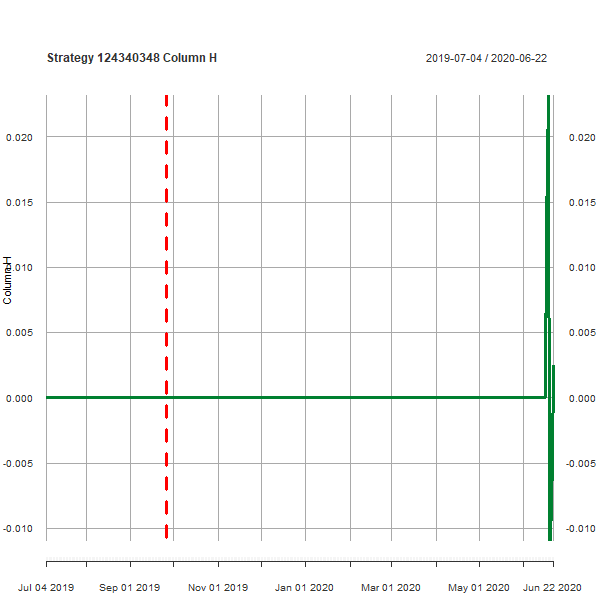 Strategy 124340348 Column H
2019-07-04 / 2020-06-22
0.020 0.020
0.015 0.015
0.010 0.010
Column H
0.005 0.005
0.000 0.000
-0.005 -0.005
-0.010 -0.010
Jul 04 2019 Sep 01 2019 Nov 01 2019 Jan 01 2020 Mar 01 2020 May 01 2020 Jun 22 2020